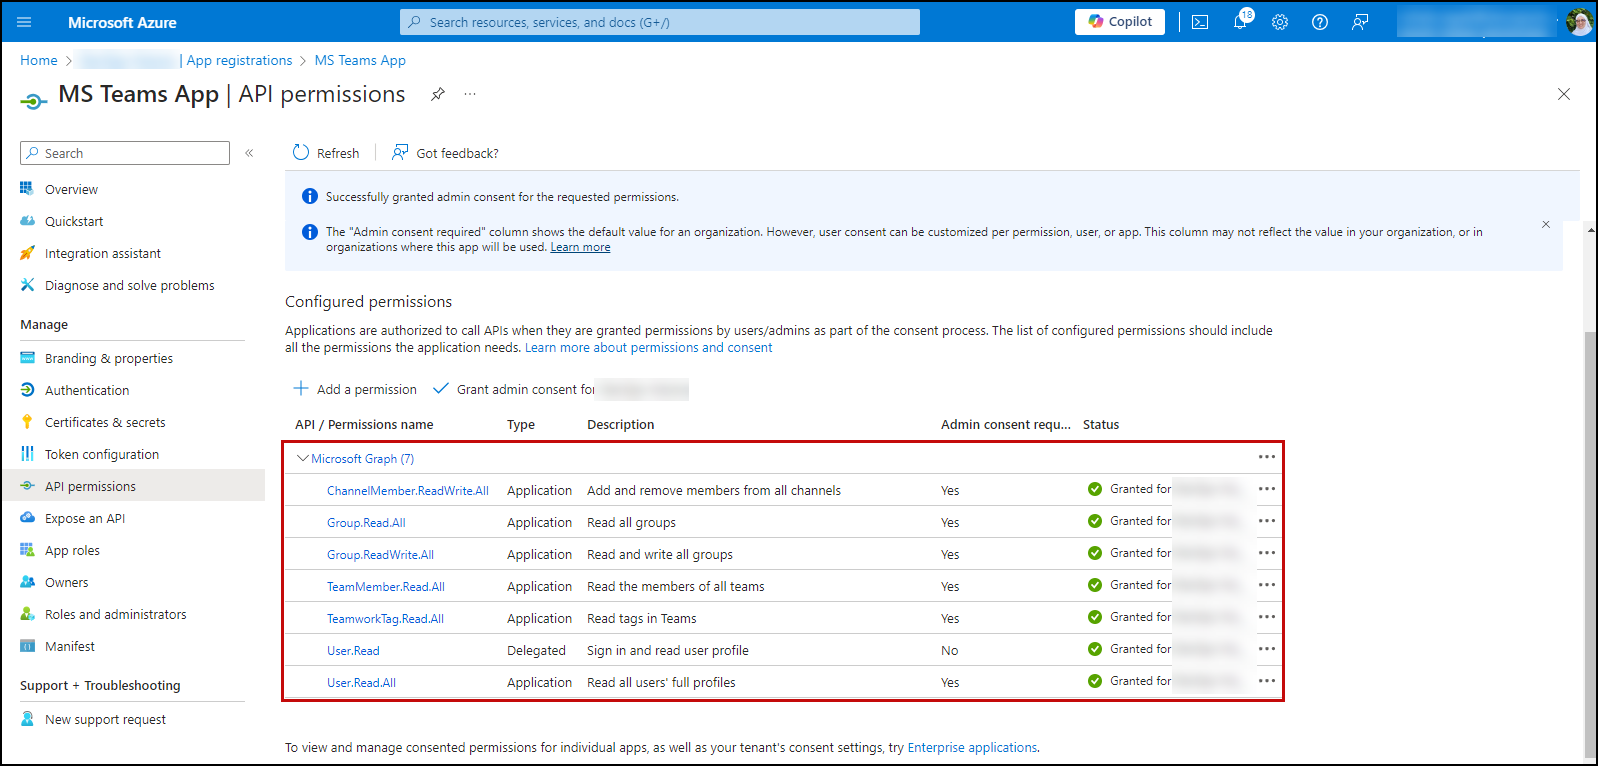 Microsoft Azure
Search resources, services, and docs (G+/)
Copilot
18
Home > | App registrations > MS Teams App
MS Teams App | API permissions
Search
Overview
Quickstart
Integration assistant
Diagnose and solve problems
Manage
Branding & properties
Authentication
Certificates & secrets
Token configuration
API permissions
Expose an API
App roles
Owners
Roles and administrators
Manifest
Support + Troubleshooting
New support request
Refresh
Got feedback?
Successfully granted admin consent for the requested permissions.
The "Admin consent required" column shows the default value for an organization. However, user consent can be customized per permission, user, or app. This column may not reflect the value in your organization, or in
organizations where this app will be used. Learn more
Configured permissions
Applications are authorized to call APIs when they are granted permissions by users/admins as part of the consent process. The list of configured permissions should include
all the permissions the application needs. Learn more about permissions and consent
Add a permission Grant admin consent for
API / Permissions name Type Description Admin consent requ... Status
Microsoft Graph (7)
ChannelMember.ReadWrite.All Application Add and remove members from all channels Yes Granted for
Group.Read.All Application Read all groups Yes Granted for
Group.ReadWrite.All Application Read and write all groups Yes Granted for
TeamMember.Read.All Application Read the members of all teams Yes Granted for
TeamworkTag.Read.All Application Read tags in Teams Yes Granted for
User.Read Delegated Sign in and read user profile No Granted for
User.Read.All Application Read all users' full profiles Yes Granted for
To view and manage consented permissions for individual apps, as well as your tenant's consent settings, try Enterprise applications.